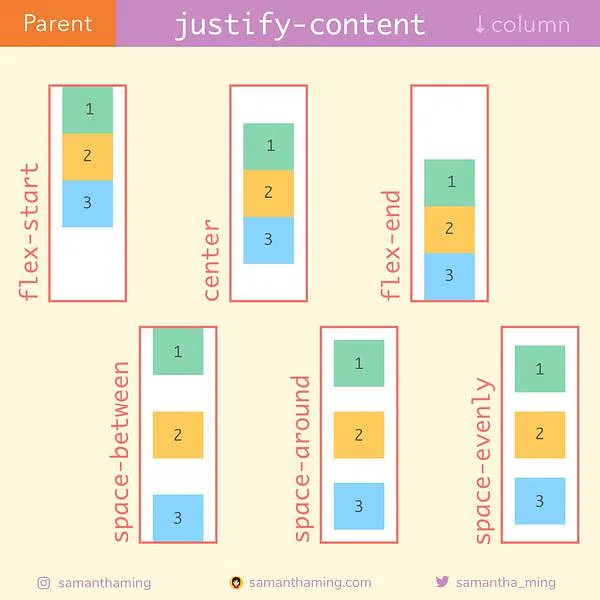 Parent
justify-content
↓ column
flex-start
1
2
3
center
1
2
3
flex-end
1
2
3
space-between
1
2
3
space-around
1
2
3
space-evenly
1
2
3
samanthaming
samanthaming.com
samantha_ming